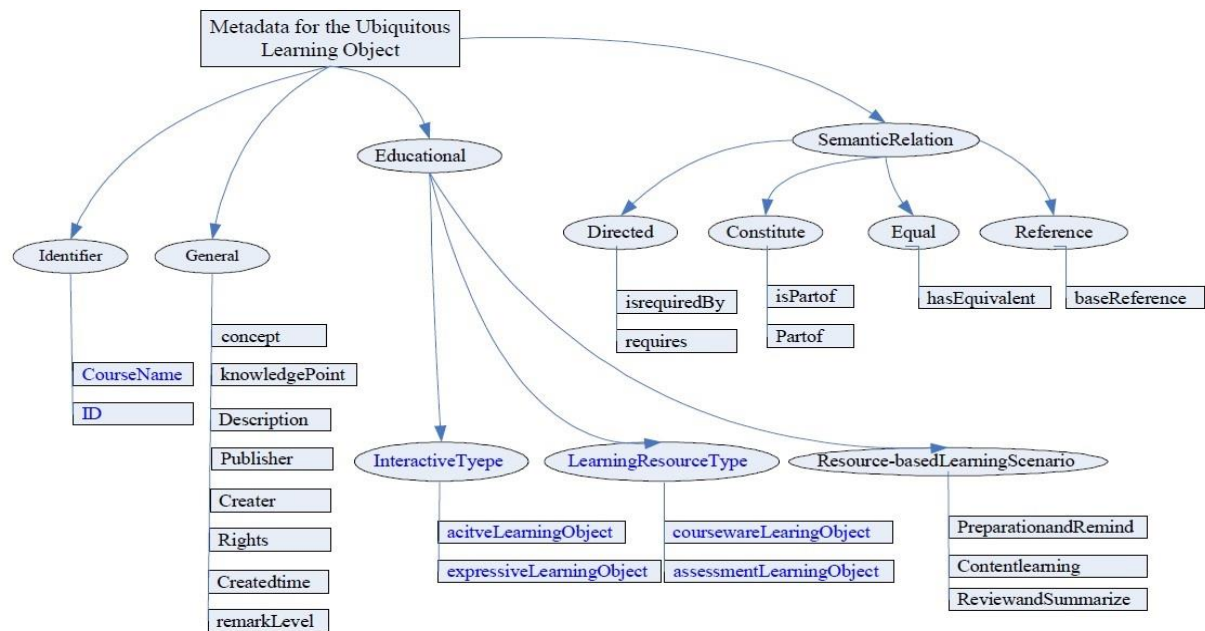 Metadata for the Ubiquitous
Learning Object
SemanticRelation
Educational
Directed
Constitute
Equal
Reference
Identifier
General
isrequiredBy
requires
isPartof
Partof
hasEquivalent
baseReference
CourseName
ID
concept
knowledgePoint
Description
Publisher
Creater
Rights
Createdtime
remarkLevel
InteractiveTyepe
LearningResourceType
Resource-basedLearningScenario
acitveLearningObject
expressiveLearningObject
coursewareLearingObject
assessmentLearningObject
PreparationandRemind
Contentlearning
ReviewandSummarize